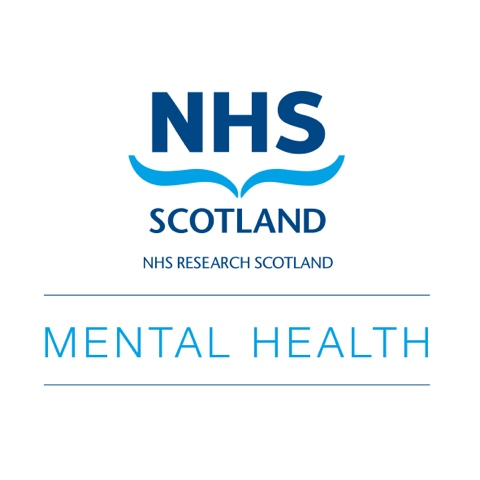 NHS
SCOTLAND
NHS RESEARCH SCOTLAND
MENTAL HEALTH